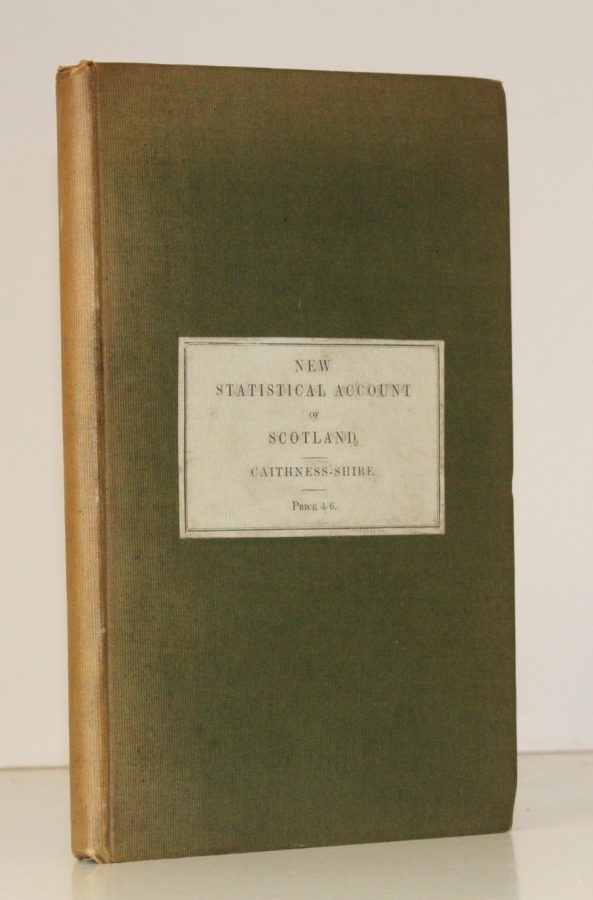 NEW
STATISTICAL ACCOUNT
OF
SCOTLAND
CAITHNESS-SHIRE.
PRICE 4/6.